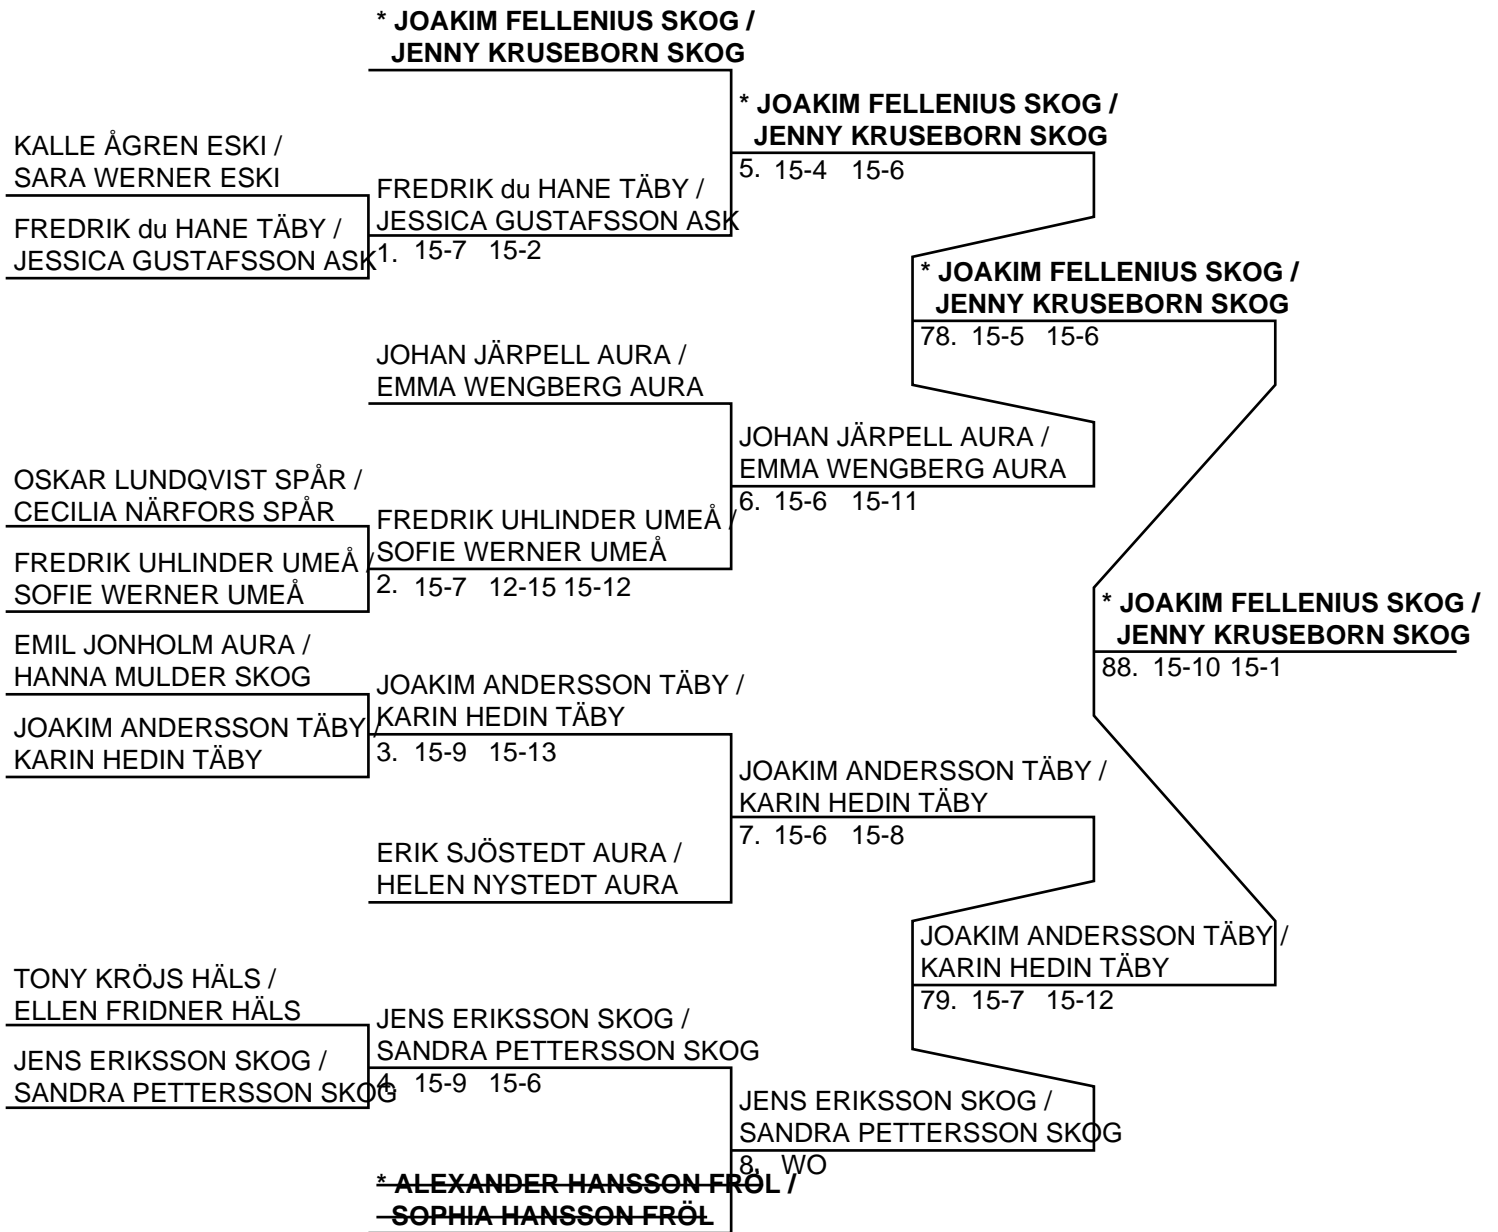 * JOAKIM FELLENIUS SKOG /
JENNY KRUSEBORN SKOG
* JOAKIM FELLENIUS SKOG /
JENNY KRUSEBORN SKOG
5. 15-4 15-6
KALLE ÅGREN ESKI /
SARA WERNER ESKI
FREDRIK du HANE TÄBY /
JESSICA GUSTAFSSON ASK
1. 15-7 15-2
FREDRIK du HANE TÄBY /
JESSICA GUSTAFSSON ASK
* JOAKIM FELLENIUS SKOG /
JENNY KRUSEBORN SKOG
78. 15-5 15-6
JOHAN JÄRPELL AURA /
EMMA WENGBERG AURA
JOHAN JÄRPELL AURA /
EMMA WENGBERG AURA
6. 15-6 15-11
OSKAR LUNDQVIST SPÅR /
CECILIA NÄRFORS SPÅR
FREDRIK UHLINDER UMEÅ /
SOFIE WERNER UMEÅ
2. 15-7 12-15 15-12
FREDRIK UHLINDER UMEÅ /
SOFIE WERNER UMEÅ
* JOAKIM FELLENIUS SKOG /
JENNY KRUSEBORN SKOG
88. 15-10 15-1
EMIL JONHOLM AURA /
HANNA MULDER SKOG
JOAKIM ANDERSSON TÄBY /
KARIN HEDIN TÄBY
3. 15-9 15-13
JOAKIM ANDERSSON TÄBY /
KARIN HEDIN TÄBY
JOAKIM ANDERSSON TÄBY /
KARIN HEDIN TÄBY
7. 15-6 15-8
ERIK SJÖSTEDT AURA /
HELEN NYSTEDT AURA
JOAKIM ANDERSSON TÄBY /
KARIN HEDIN TÄBY
79. 15-7 15-12
TONY KRÖJS HÄLS /
ELLEN FRIDNER HÄLS
JENS ERIKSSON SKOG /
SANDRA PETTERSSON SKOG
4. 15-9 15-6
JENS ERIKSSON SKOG /
SANDRA PETTERSSON SKOG
JENS ERIKSSON SKOG /
SANDRA PETTERSSON SKOG
8. WO
* ALEXANDER HANSSON FRÖL /
SOPHIA HANSSON FRÖL